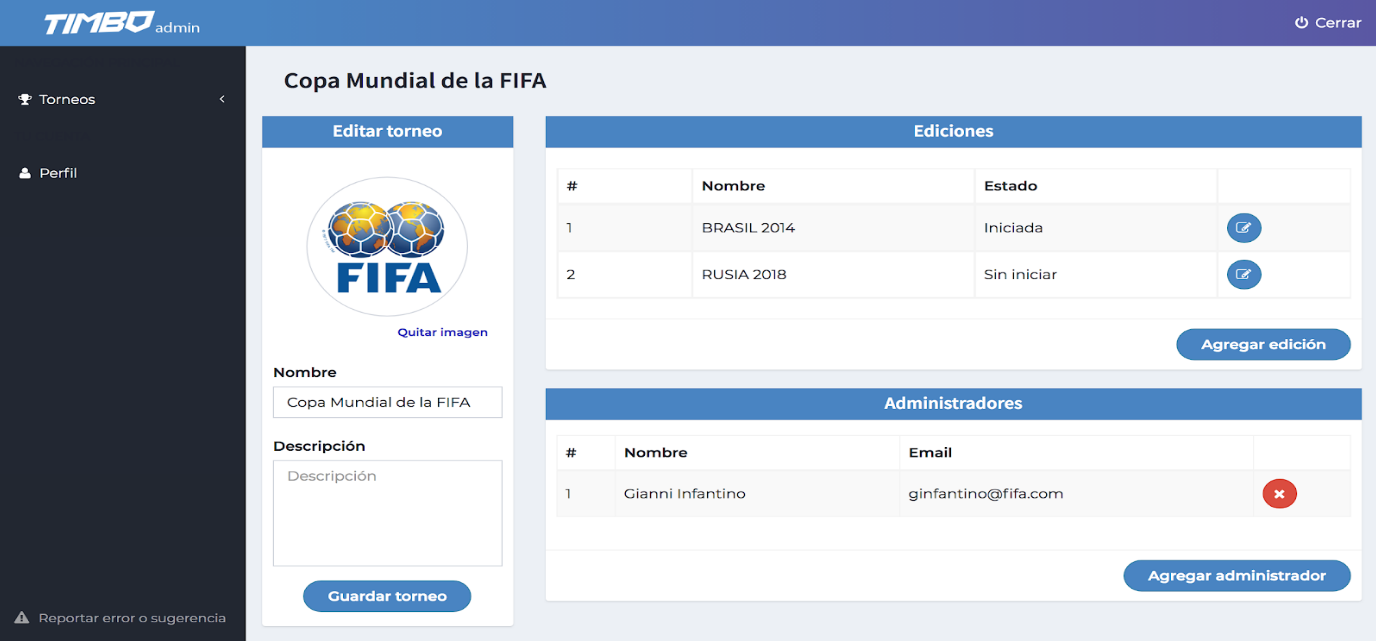 TIMBO admin
Cerrar
Torneos
Perfil
Reportar error o sugerencia
Copa Mundial de la FIFA
Editar torneo
FIFA
Quitar imagen
Nombre
Copa Mundial de la FIFA
Descripción
Descripción
Guardar torneo
Ediciones
# Nombre Estado
1 BRASIL 2014 Iniciada
2 RUSIA 2018 Sin iniciar
Agregar edición
Administradores
# Nombre Email
1 Gianni Infantino ginfantino@fifa.com
Agregar administrador